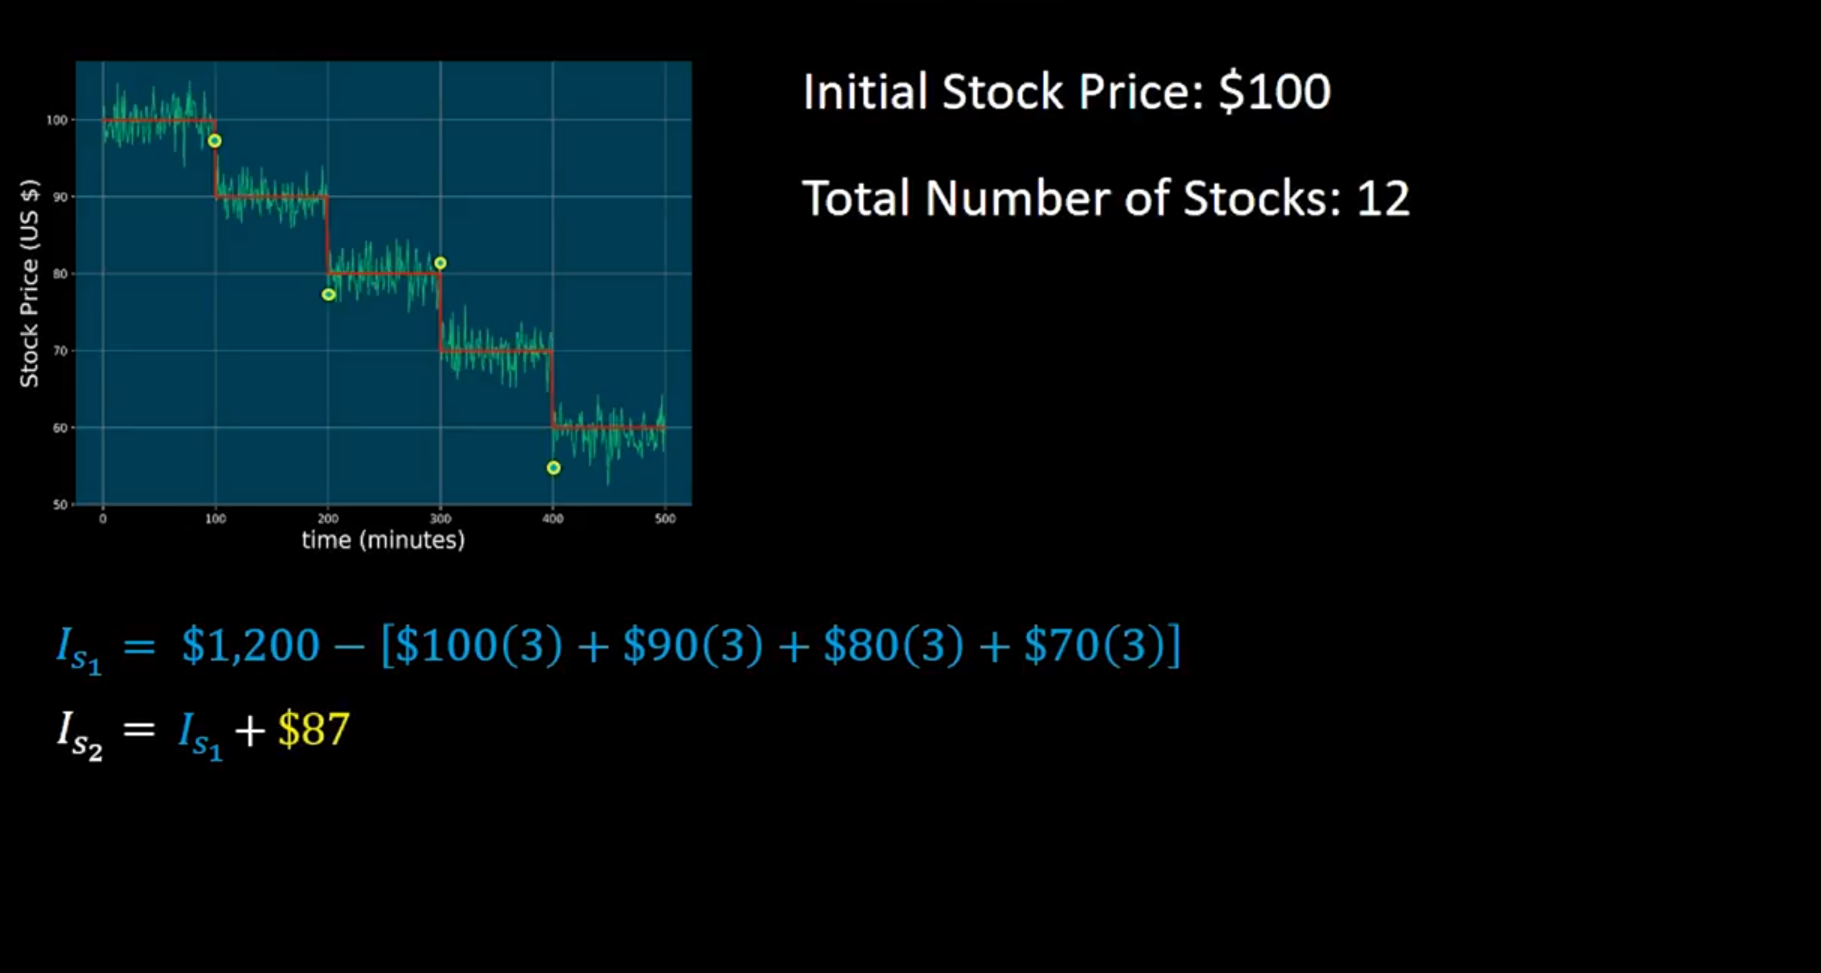 Initial Stock Price: $100
Total Number of Stocks: 12
Stock Price (US $)
100
90
80
70
60
50
0 100 200 300 400 500
time (minutes)
I_{s_1} = $1,200 − [$100(3) + $90(3) + $80(3) + $70(3)]
I_{s_2} = I_{s_1} + $87